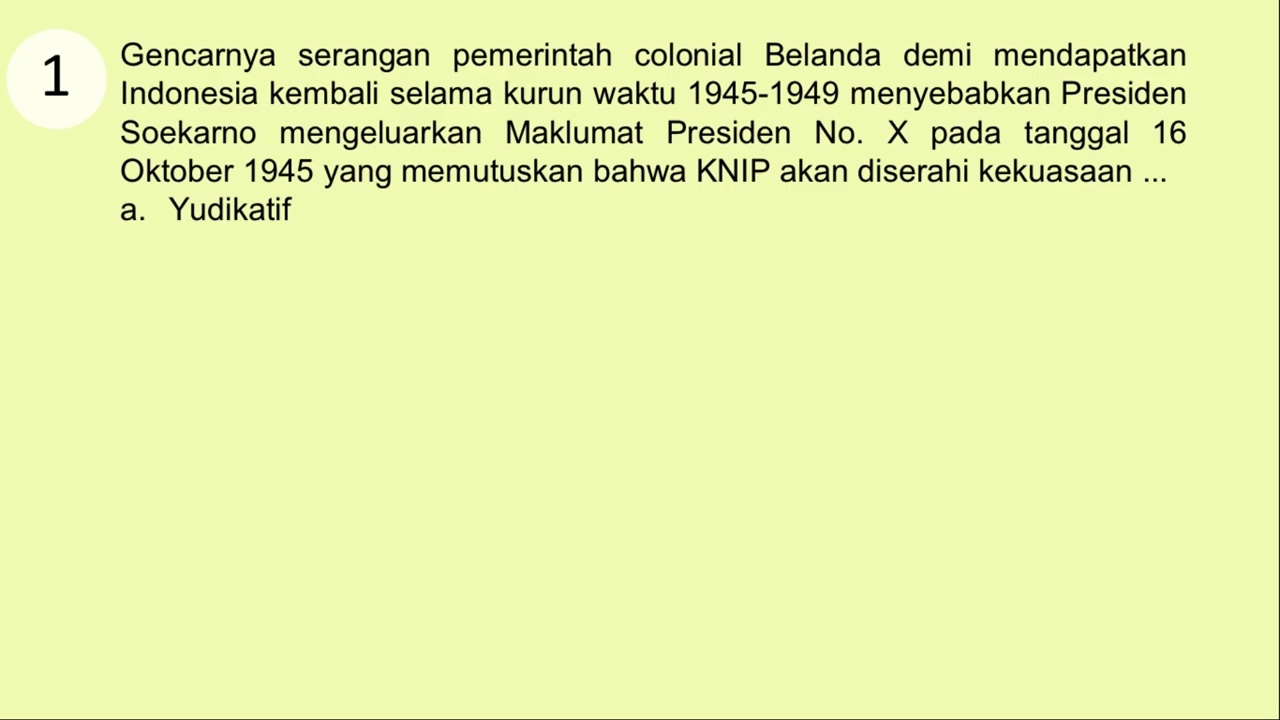 1
Gencarnya serangan pemerintah colonial Belanda demi mendapatkan
Indonesia kembali selama kurun waktu 1945-1949 menyebabkan Presiden
Soekarno mengeluarkan Maklumat Presiden No. X pada tanggal 16
Oktober 1945 yang memutuskan bahwa KNIP akan diserahi kekuasaan ...
a. Yudikatif